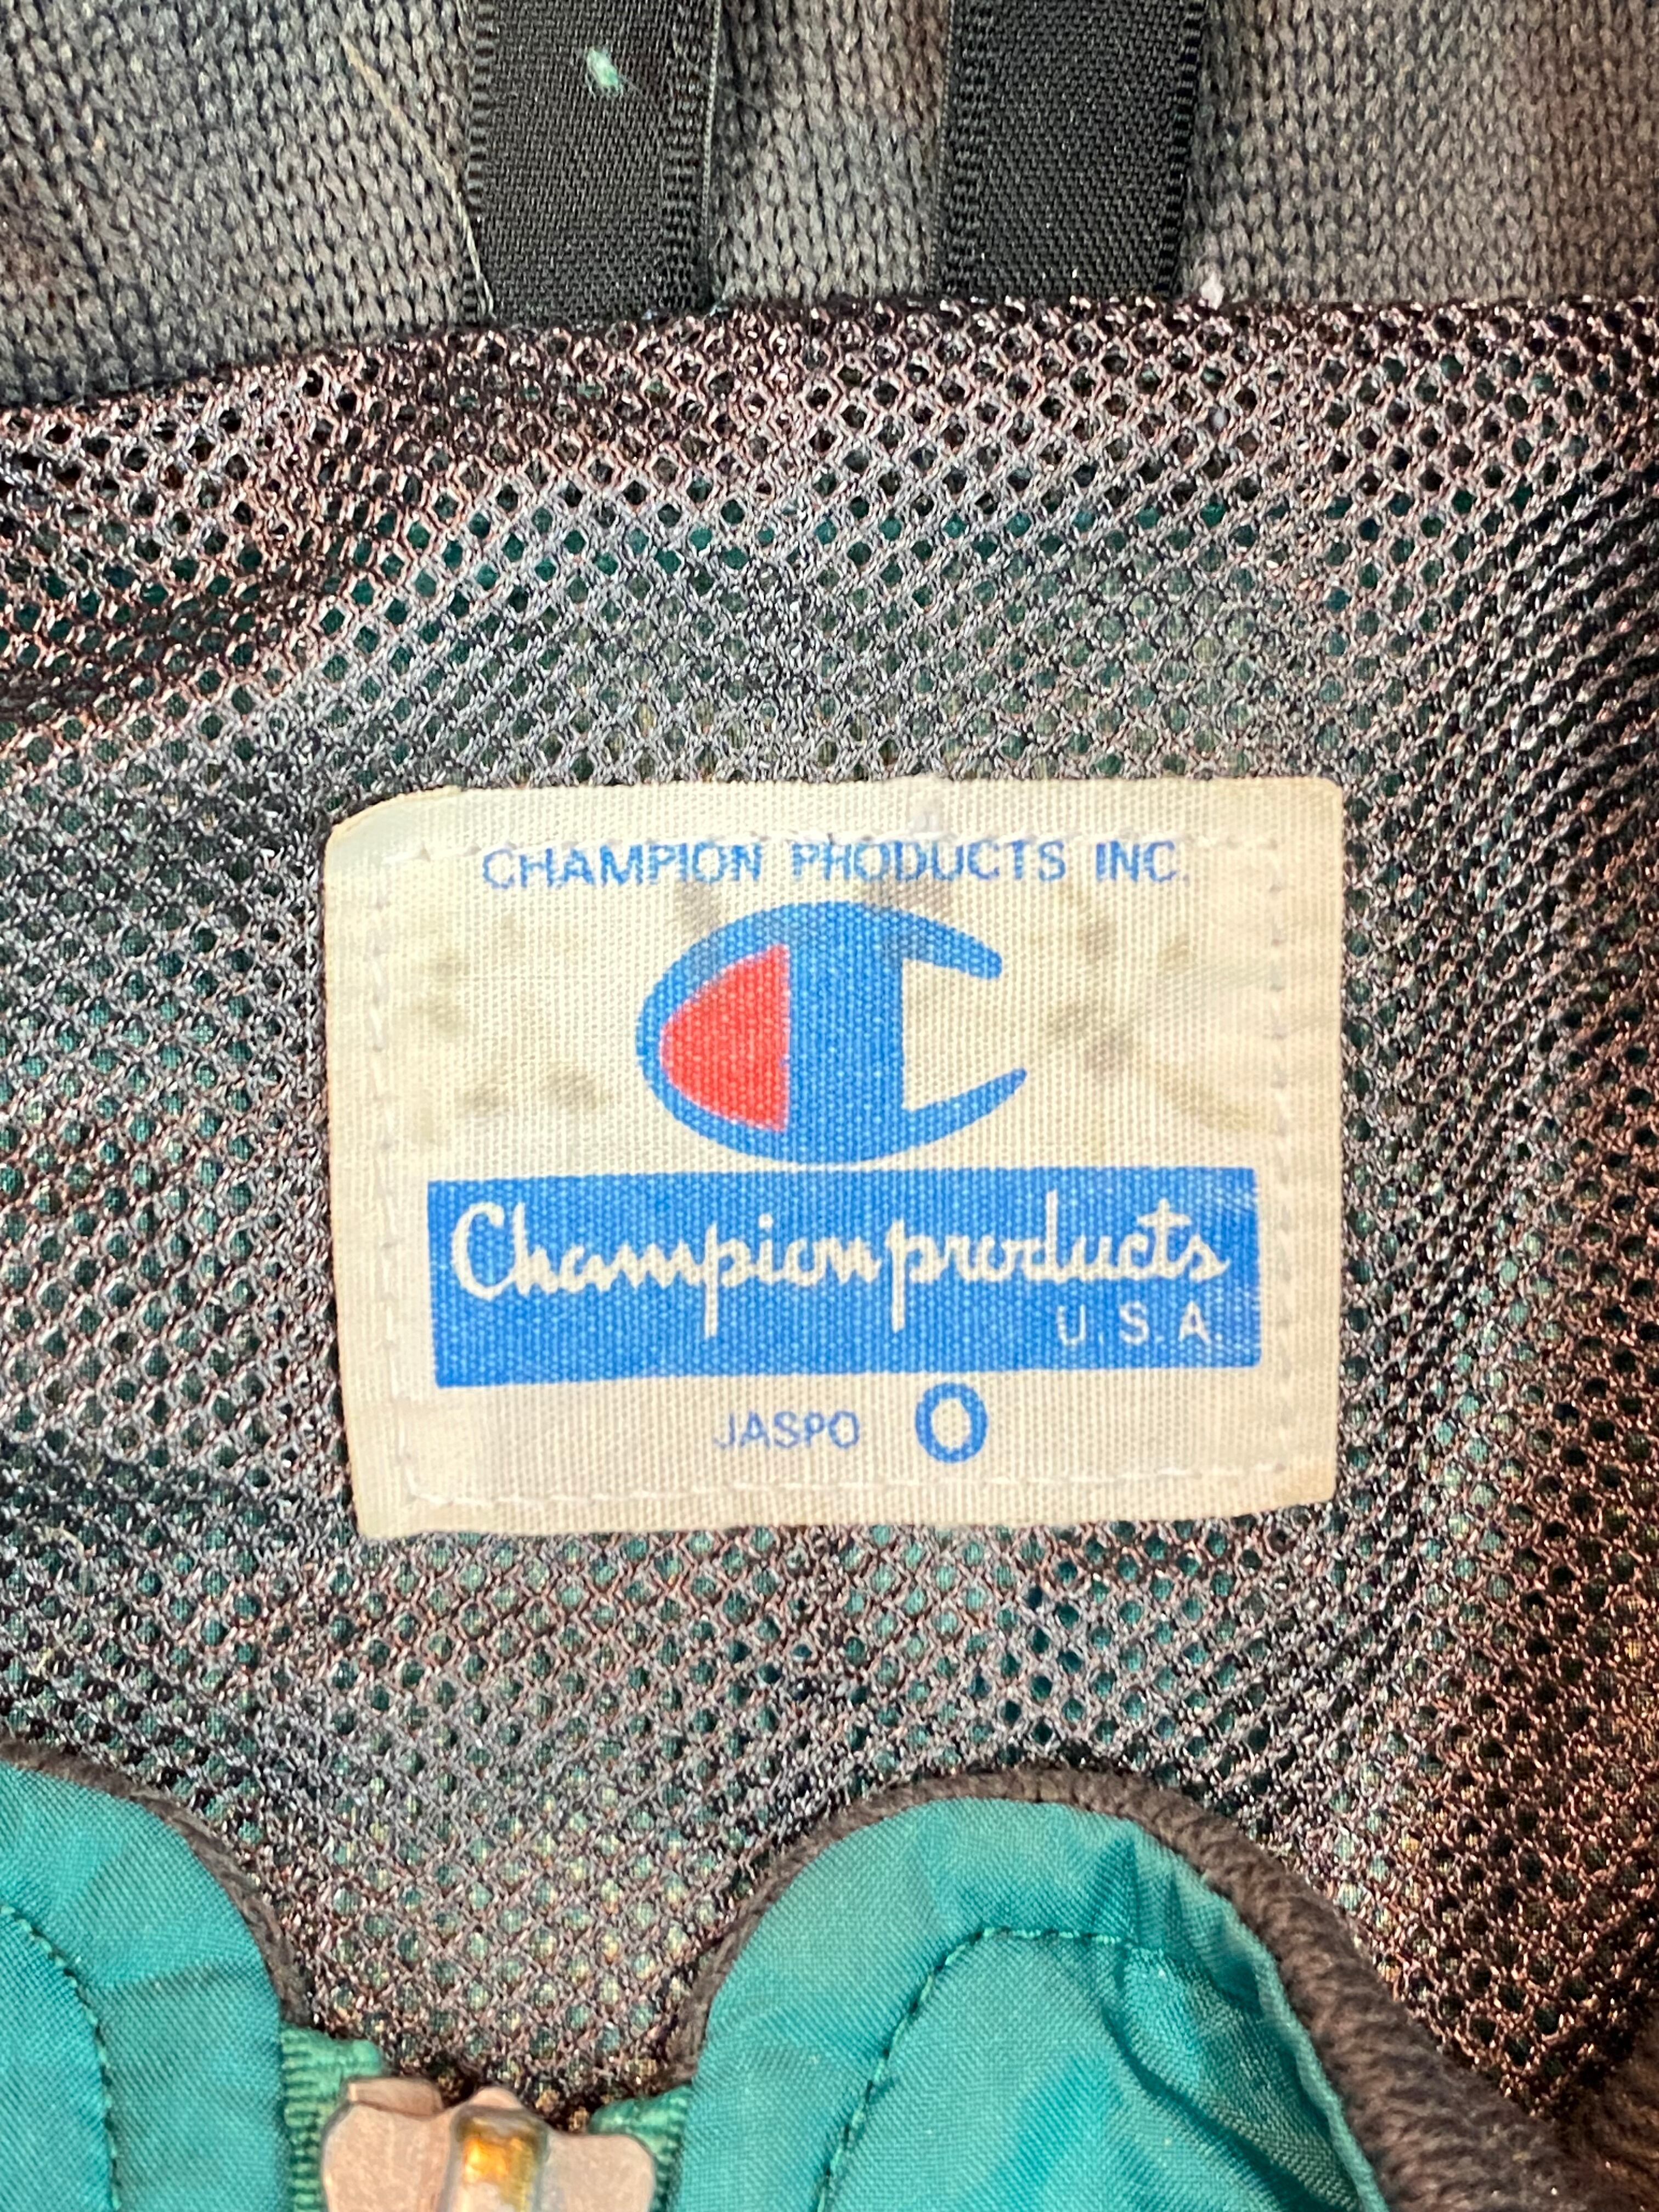 CHAMPION PRODUCTS INC.
Champion products
U.S.A.
JASPO O